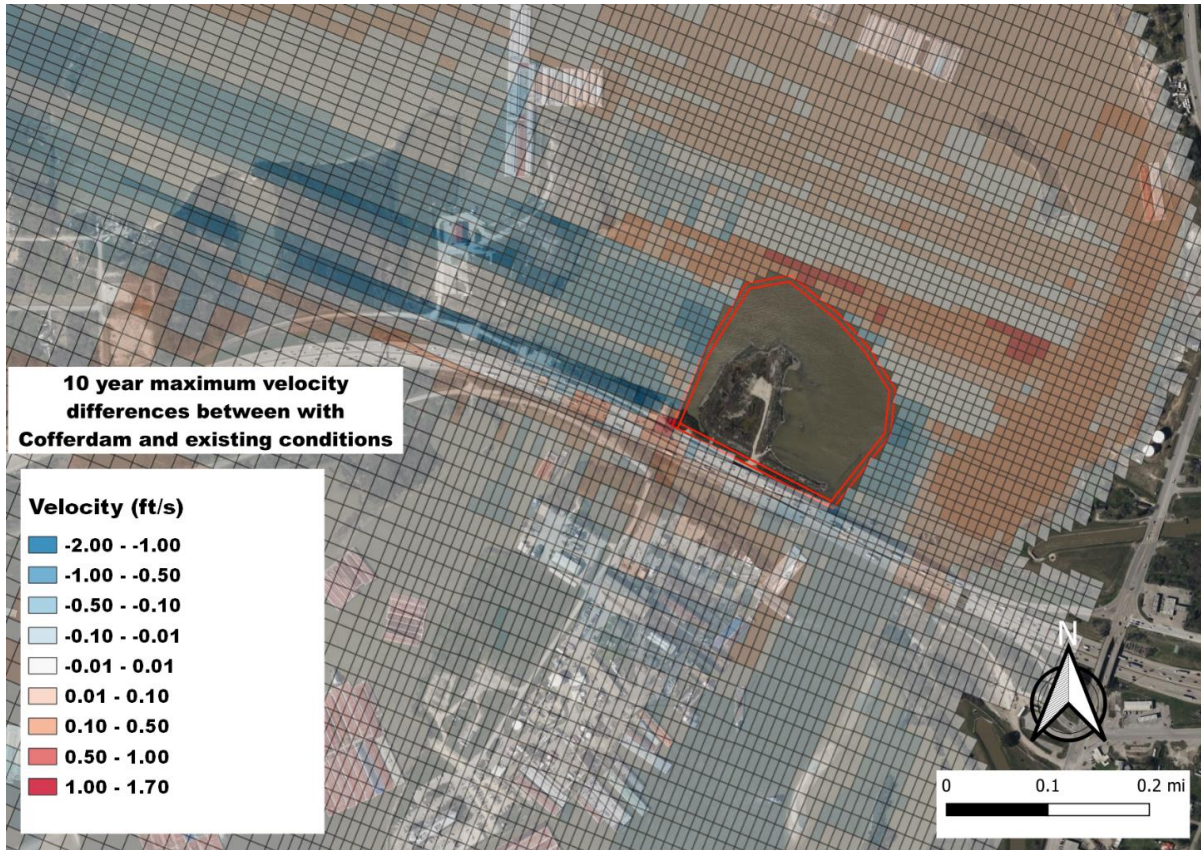 10 year maximum velocity
differences between with
Cofferdam and existing conditions
Velocity (ft/s)
-2.00 - -1.00
-1.00 - -0.50
-0.50 - -0.10
-0.10 - -0.01
-0.01 - 0.01
0.01 - 0.10
0.10 - 0.50
0.50 - 1.00
1.00 - 1.70
N
0 0.1 0.2 mi